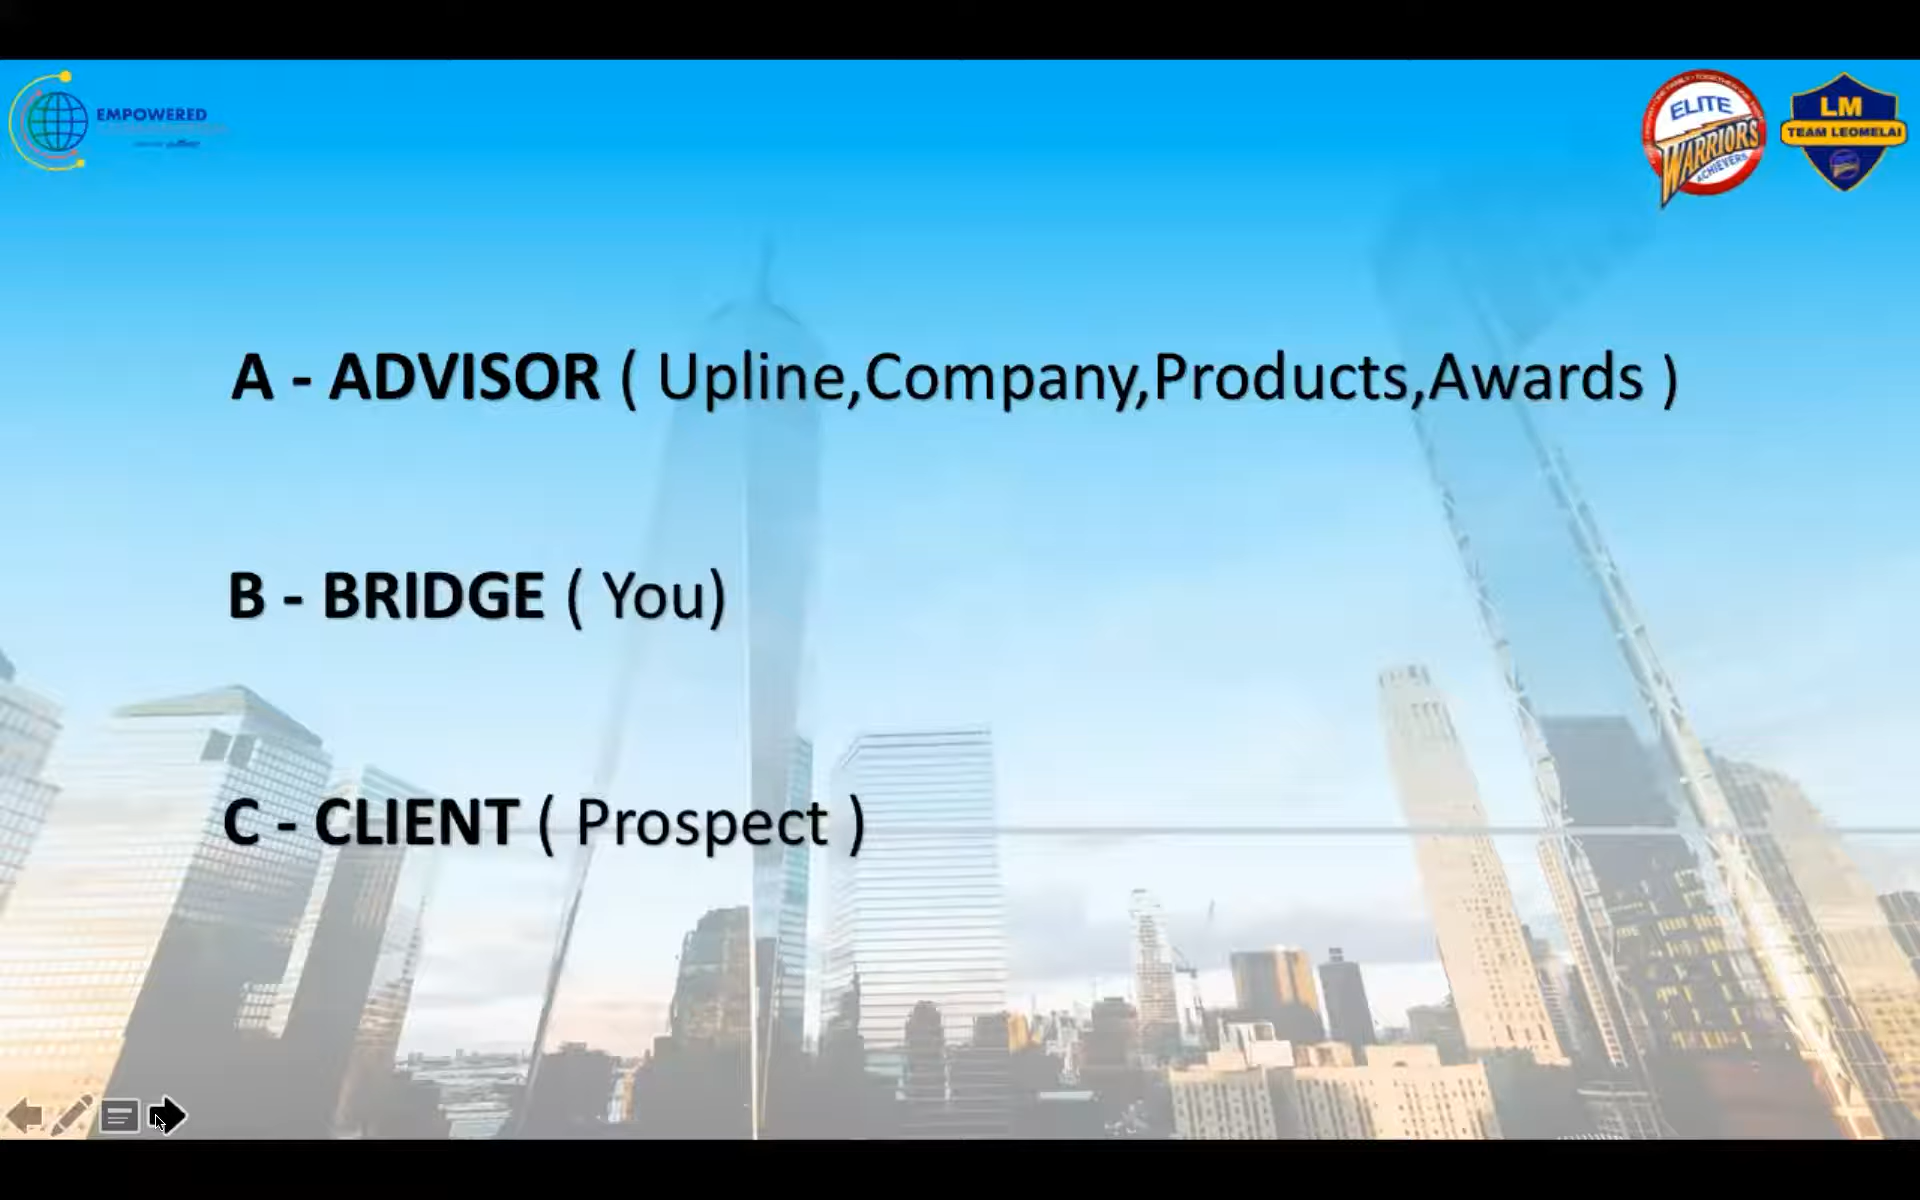 EMPOWERED
ELITE
WARRIORS
ACHIEVERS
LM
TEAM LEOMELAI
A - ADVISOR ( Upline,Company,Products,Awards )
B - BRIDGE ( You)
C - CLIENT ( Prospect )